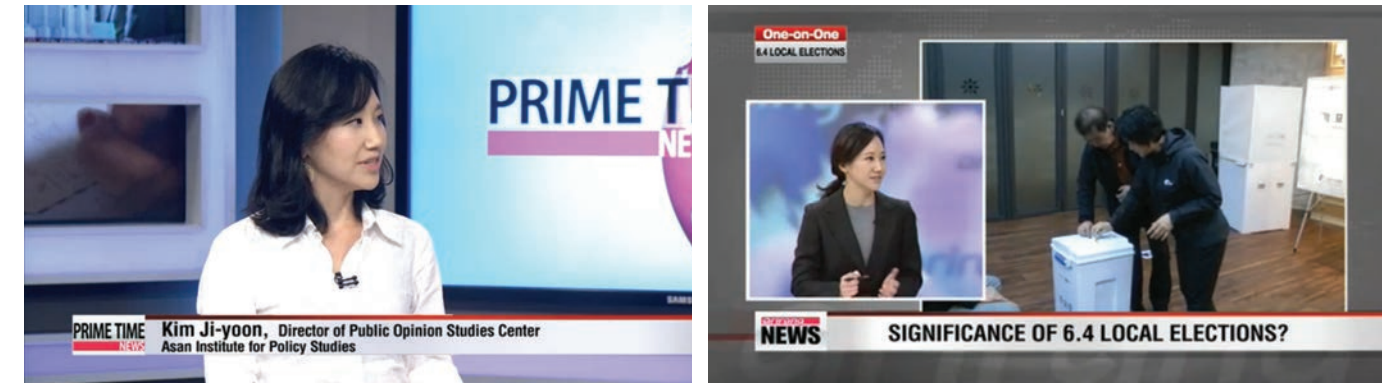 PRIME T
NE
SAMS
PRIME TIME
NEWS
Kim Ji-yoon, Director of Public Opinion Studies Center
Asan Institute for Policy Studies
One-on-One
6.4 LOCAL ELECTIONS
NEWS
SIGNIFICANCE OF 6.4 LOCAL ELECTIONS?